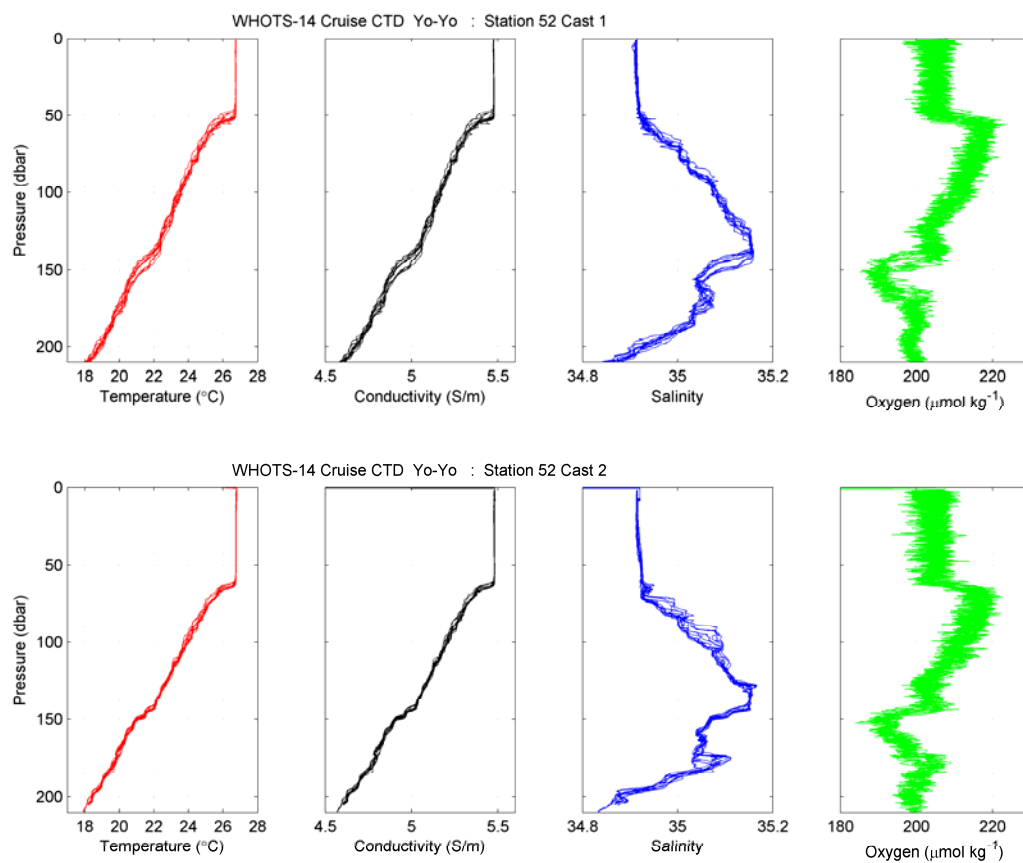 WHOTS-14 Cruise CTD Yo-Yo : Station 52 Cast 1
0
50
100
150
200
Pressure (dbar)
18 20 22 24 26 28
Temperature (°C)
4.5 5 5.5
Conductivity (S/m)
34.8 35 35.2
Salinity
180 200 220
Oxygen (μmol kg⁻¹)
WHOTS-14 Cruise CTD Yo-Yo : Station 52 Cast 2
0
50
100
150
200
Pressure (dbar)
18 20 22 24 26 28
Temperature (°C)
4.5 5 5.5
Conductivity (S/m)
34.8 35 35.2
Salinity
180 200 220
Oxygen (μmol kg⁻¹)